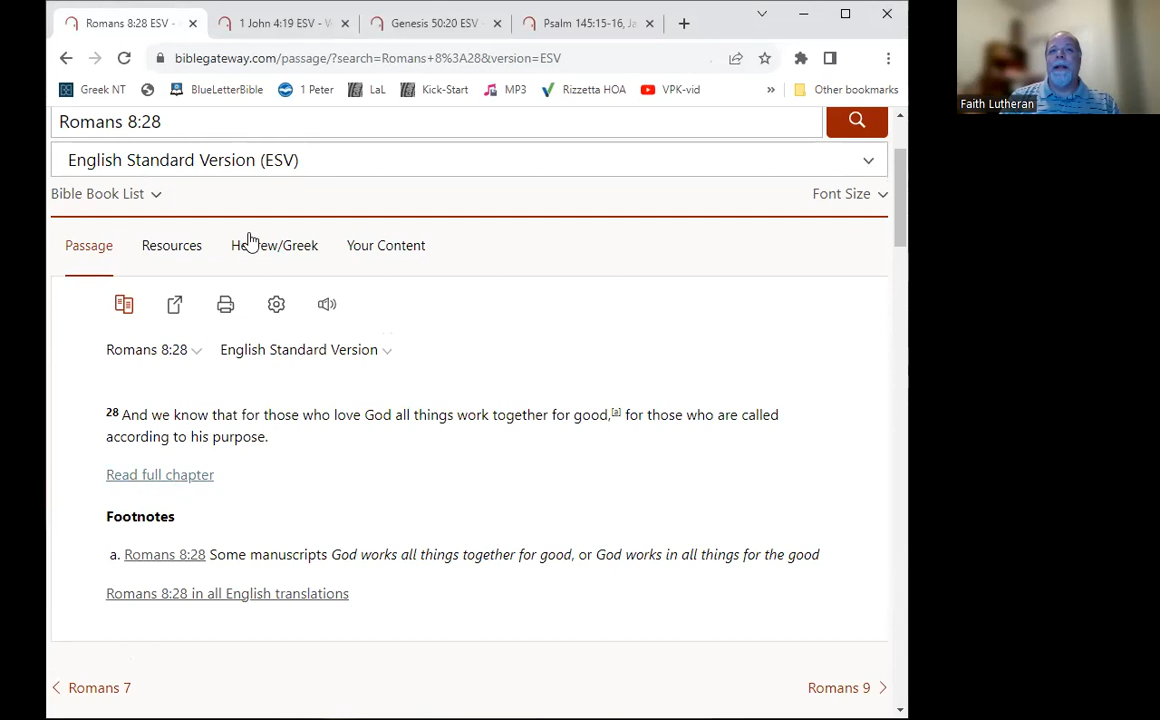 Romans 8:28 ESV -
1 John 4:19 ESV - V
Genesis 50:20 ESV -
Psalm 145:15-16, Ja
biblegateway.com/passage/?search=Romans+8%3A28&version=ESV
Greek NT
BlueLetterBible
1 Peter
LaL
Kick-Start
MP3
Rizzetta HOA
VPK-vid
»
Other bookmarks
Faith Lutheran
Romans 8:28
English Standard Version (ESV)
Bible Book List
Font Size
Passage
Resources
Hebrew/Greek
Your Content
Romans 8:28
English Standard Version
28 And we know that for those who love God all things work together for good,[a] for those who are called
according to his purpose.
Read full chapter
Footnotes
a. Romans 8:28 Some manuscripts God works all things together for good, or God works in all things for the good
Romans 8:28 in all English translations
Romans 7
Romans 9